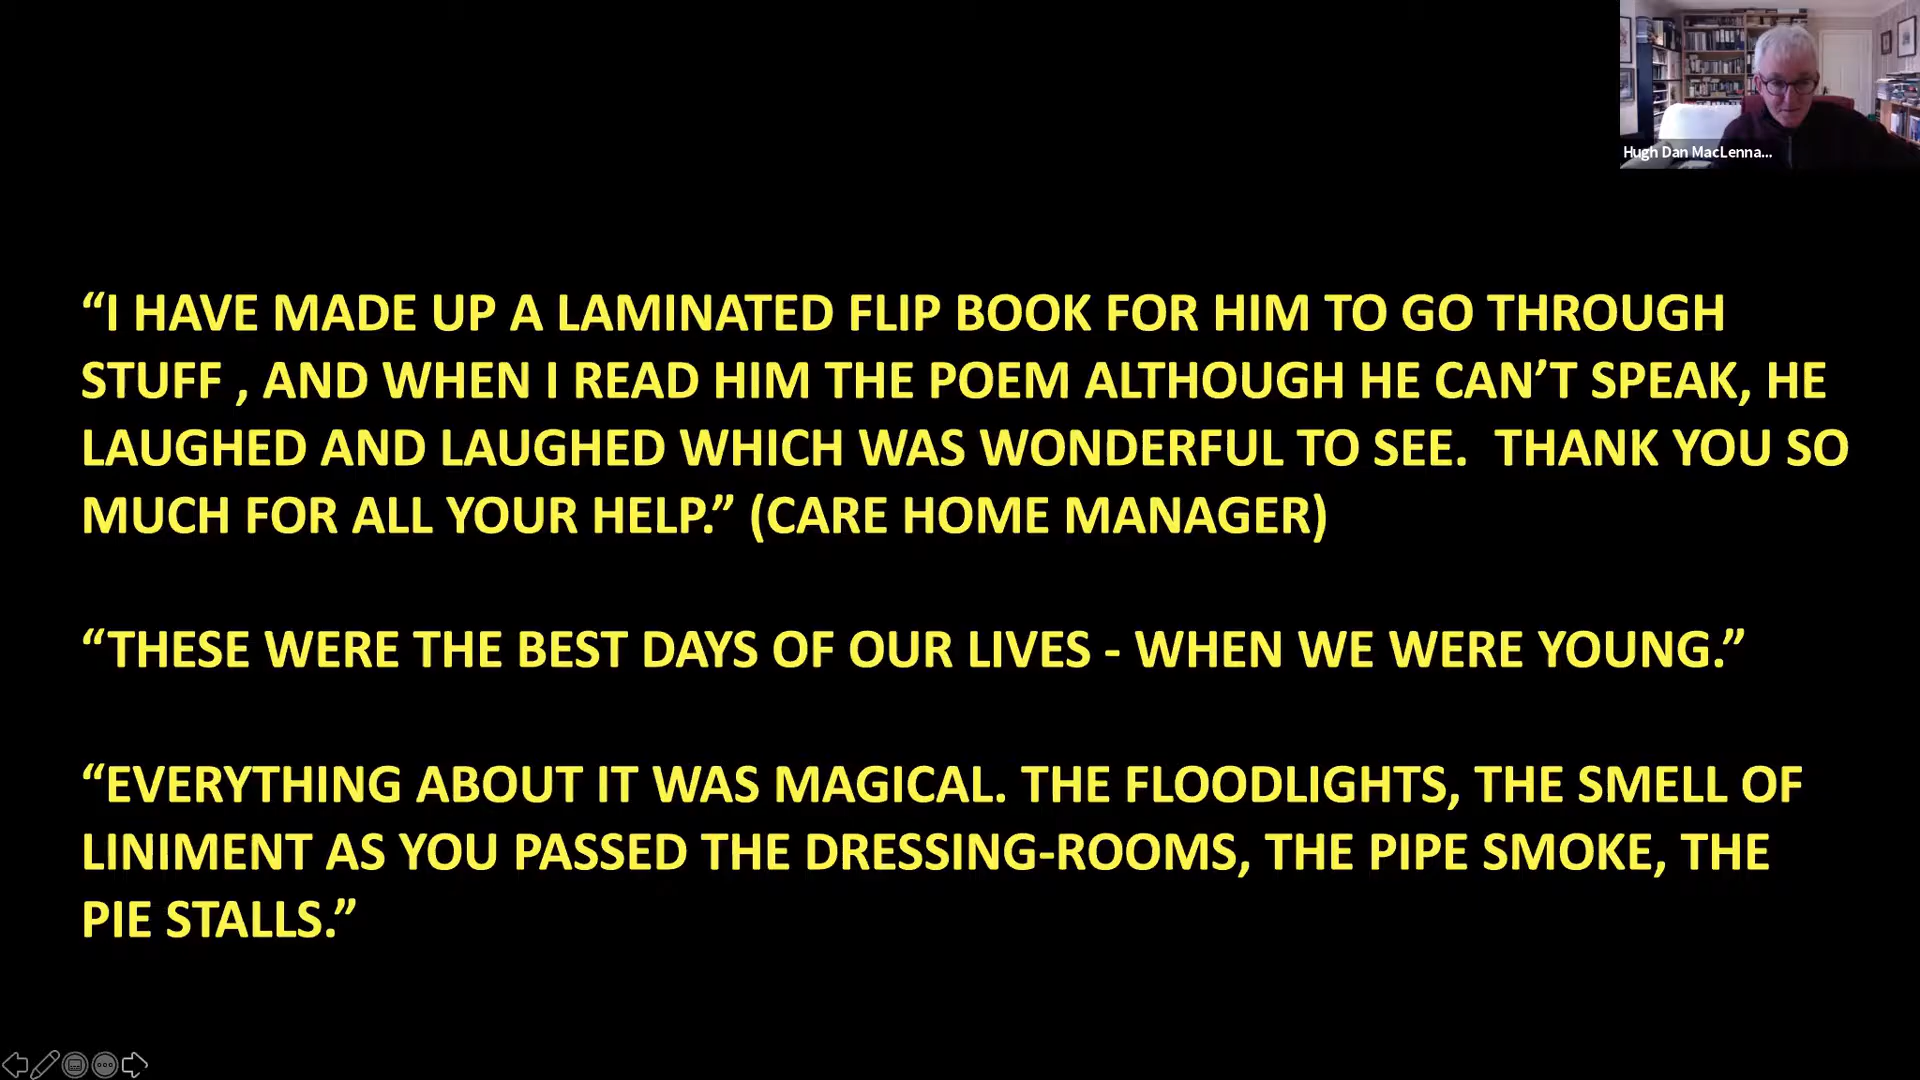 Hugh Dan MacLenna...
“I HAVE MADE UP A LAMINATED FLIP BOOK FOR HIM TO GO THROUGH
STUFF , AND WHEN I READ HIM THE POEM ALTHOUGH HE CAN’T SPEAK, HE
LAUGHED AND LAUGHED WHICH WAS WONDERFUL TO SEE.  THANK YOU SO
MUCH FOR ALL YOUR HELP.” (CARE HOME MANAGER)
“THESE WERE THE BEST DAYS OF OUR LIVES - WHEN WE WERE YOUNG.”
“EVERYTHING ABOUT IT WAS MAGICAL. THE FLOODLIGHTS, THE SMELL OF
LINIMENT AS YOU PASSED THE DRESSING-ROOMS, THE PIPE SMOKE, THE
PIE STALLS.”